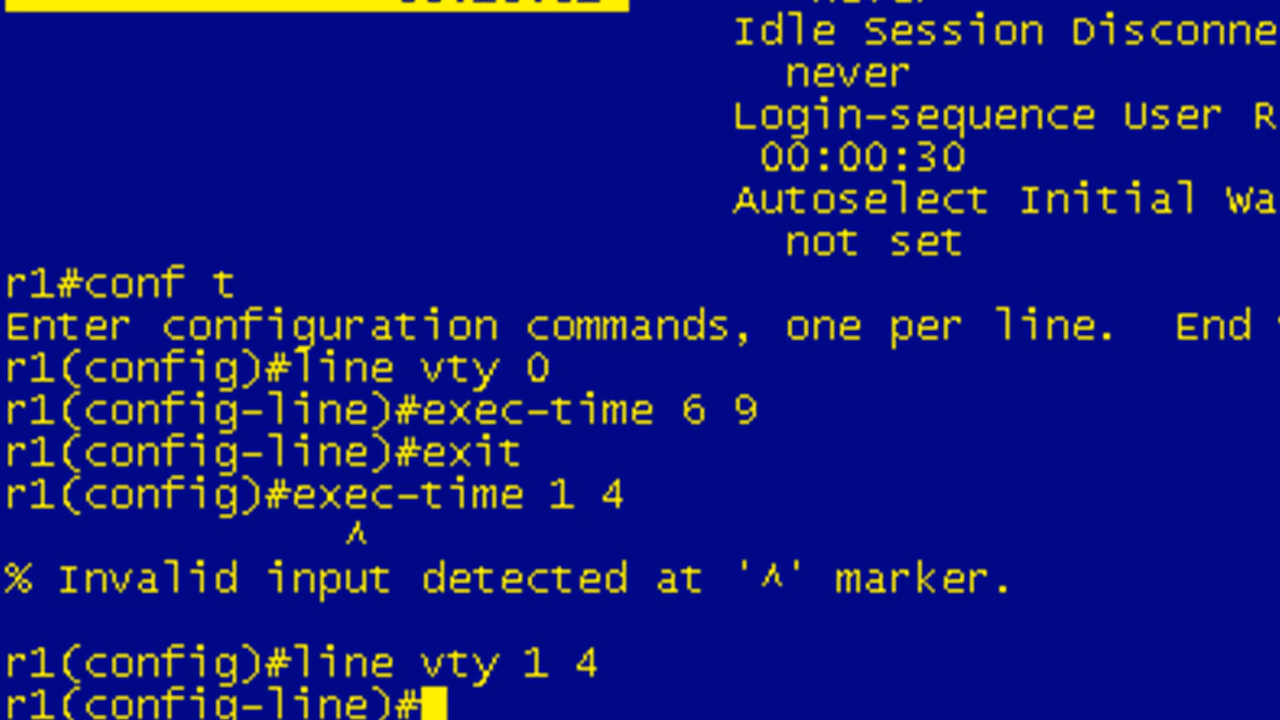 Idle Session Disconne
never
Login-sequence User R
00:00:30
Autoselect Initial Wa
not set
r1#conf t
Enter configuration commands, one per line.  End
r1(config)#line vty 0
r1(config-line)#exec-time 6 9
r1(config-line)#exit
r1(config)#exec-time 1 4
^
% Invalid input detected at '^' marker.
r1(config)#line vty 1 4
r1(config-line)#